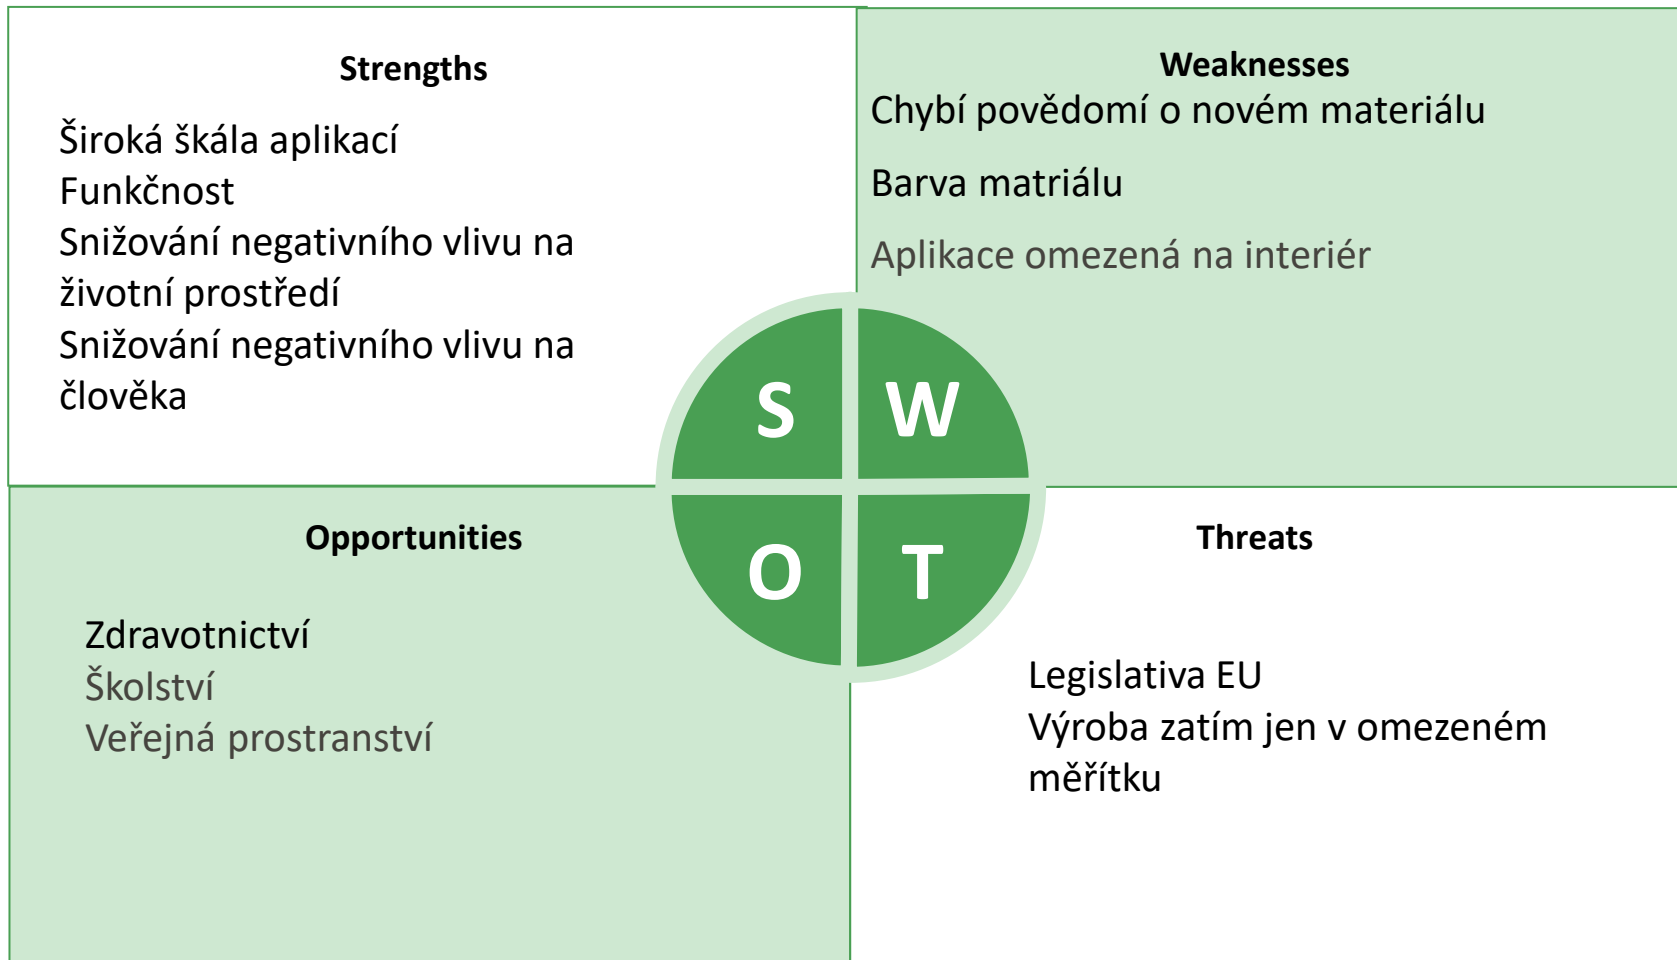 Strengths
Široká škála aplikací
Funkčnost
Snižování negativního vlivu na
životní prostředí
Snižování negativního vlivu na
člověka
Weaknesses
Chybí povědomí o novém materiálu
Barva matriálu
Aplikace omezená na interiér
S
W
O
T
Opportunities
Zdravotnictví
Školství
Veřejná prostranství
Threats
Legislativa EU
Výroba zatím jen v omezeném
měřítku